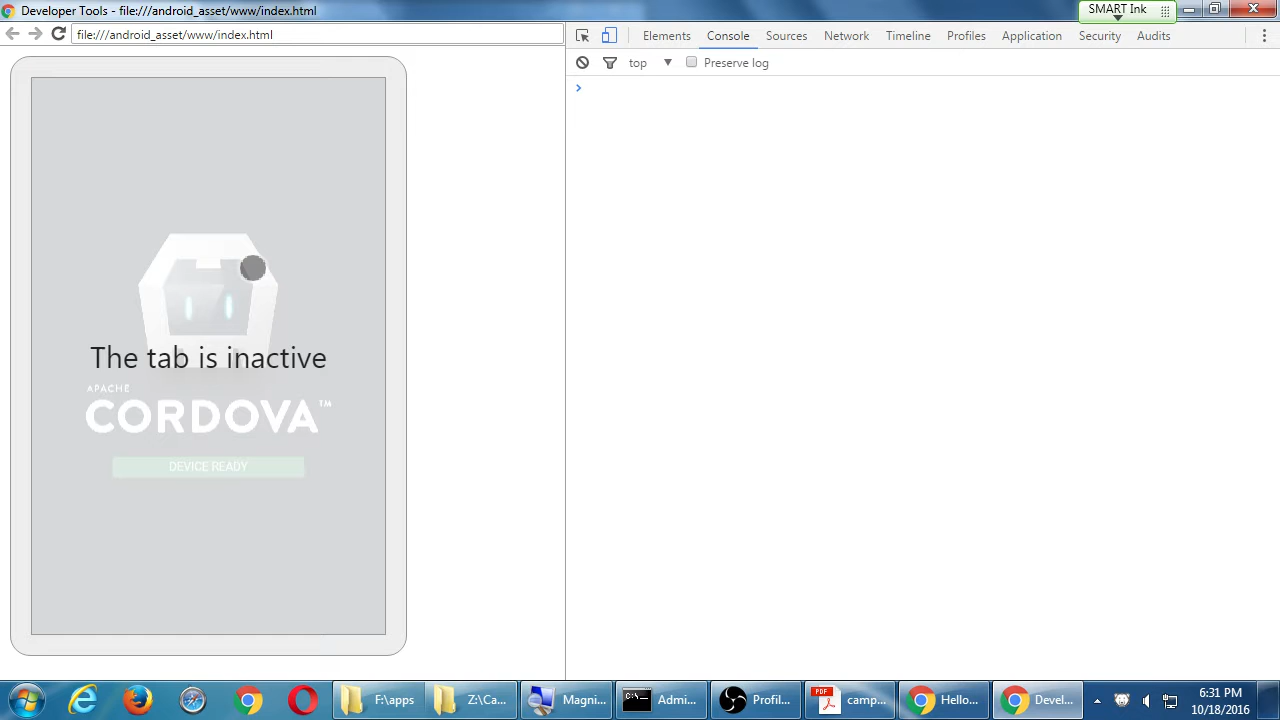 Developer Tools - file:///android_asset/www/index.html
SMART Ink
file:///android_asset/www/index.html
Elements Console Sources Network Timeline Profiles Application Security Audits
top Preserve log
The tab is inactive
APACHE
CORDOVA™
DEVICE READY
F:\apps Z:\Ca... Magni... C:\. Admi... Profil... PDF camp... Hello... Devel...
6:31 PM
10/18/2016